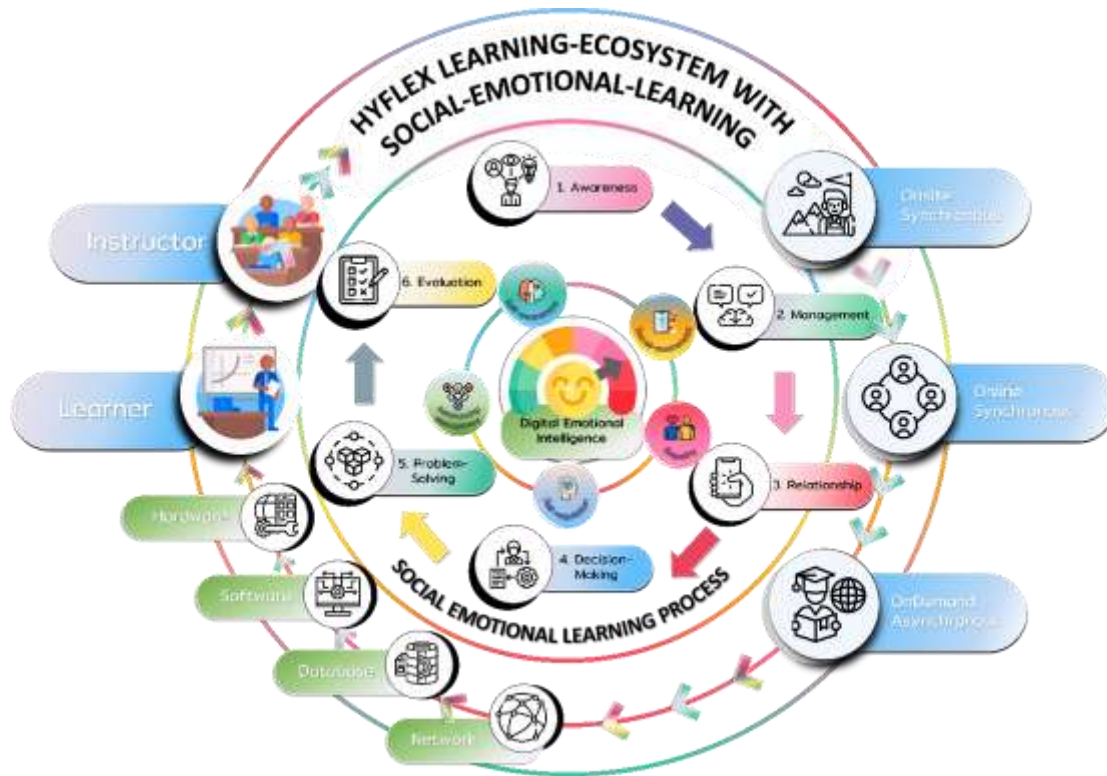 HYFLEX LEARNING-ECOSYSTEM WITH
SOCIAL-EMOTIONAL-LEARNING
1. Awareness
Onsite
Synchronous
Instructor
6. Evaluation
2. Management
Learner
Online
Synchronous
Digital Emotional
Intelligence
5. Problem-
Solving
3. Relationship
Hardware
4. Decision-
Making
Software
SOCIAL EMOTIONAL LEARNING PROCESS
OnDemand
Asynchronous
Database
Network